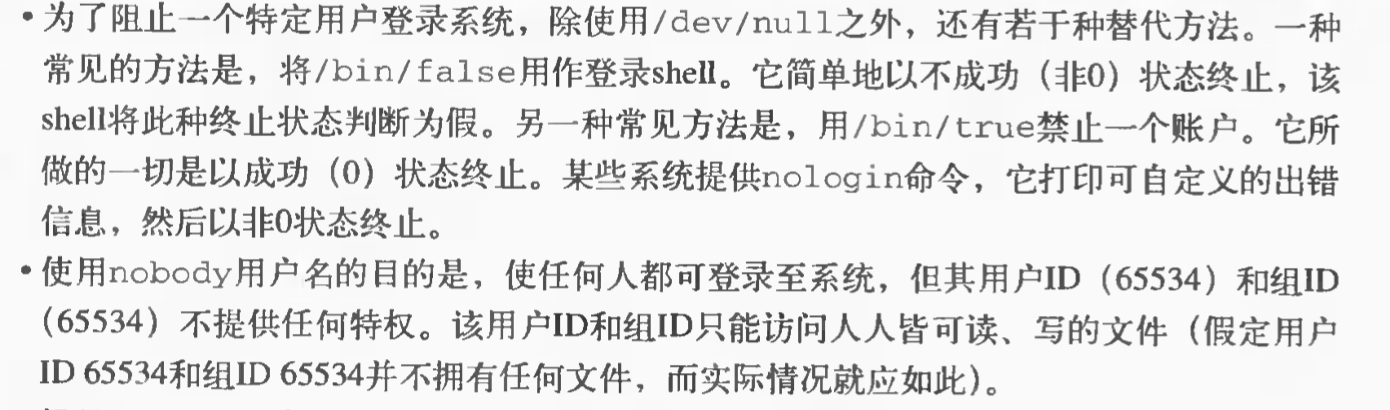 •为了阻止一个特定用户登录系统，除使用/dev/null之外，还有若干种替代方法。一种
常见的方法是，将/bin/false用作登录shell。它简单地以不成功（非0）状态终止，该
shell将此种终止状态判断为假。另一种常见方法是，用/bin/true禁止一个账户。它所
做的一切是以成功（0）状态终止。某些系统提供nologin命令，它打印可自定义的出错
信息，然后以非0状态终止。
•使用nobody用户名的目的是，使任何人都可登录至系统，但其用户ID（65534）和组ID
（65534）不提供任何特权。该用户ID和组ID只能访问人人皆可读、写的文件（假定用户
ID 65534和组ID 65534并不拥有任何文件，而实际情况就应如此）。